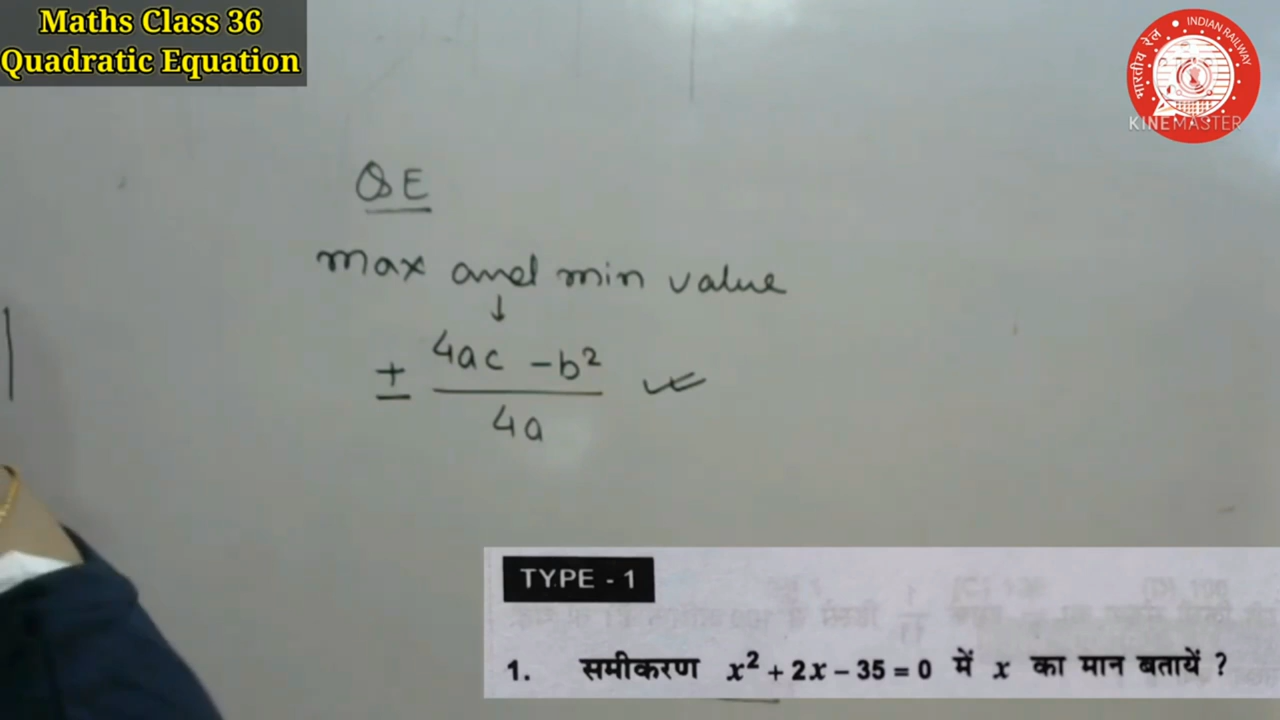 Maths Class 36
Quadratic Equation
भारतीय रेल
INDIAN RAILWAY
KINEMASTER
QE
max and min value
↓
± 4ac - b²
4a
TYPE - 1
1. समीकरण x² + 2x - 35 = 0 में x का मान बतायें ?